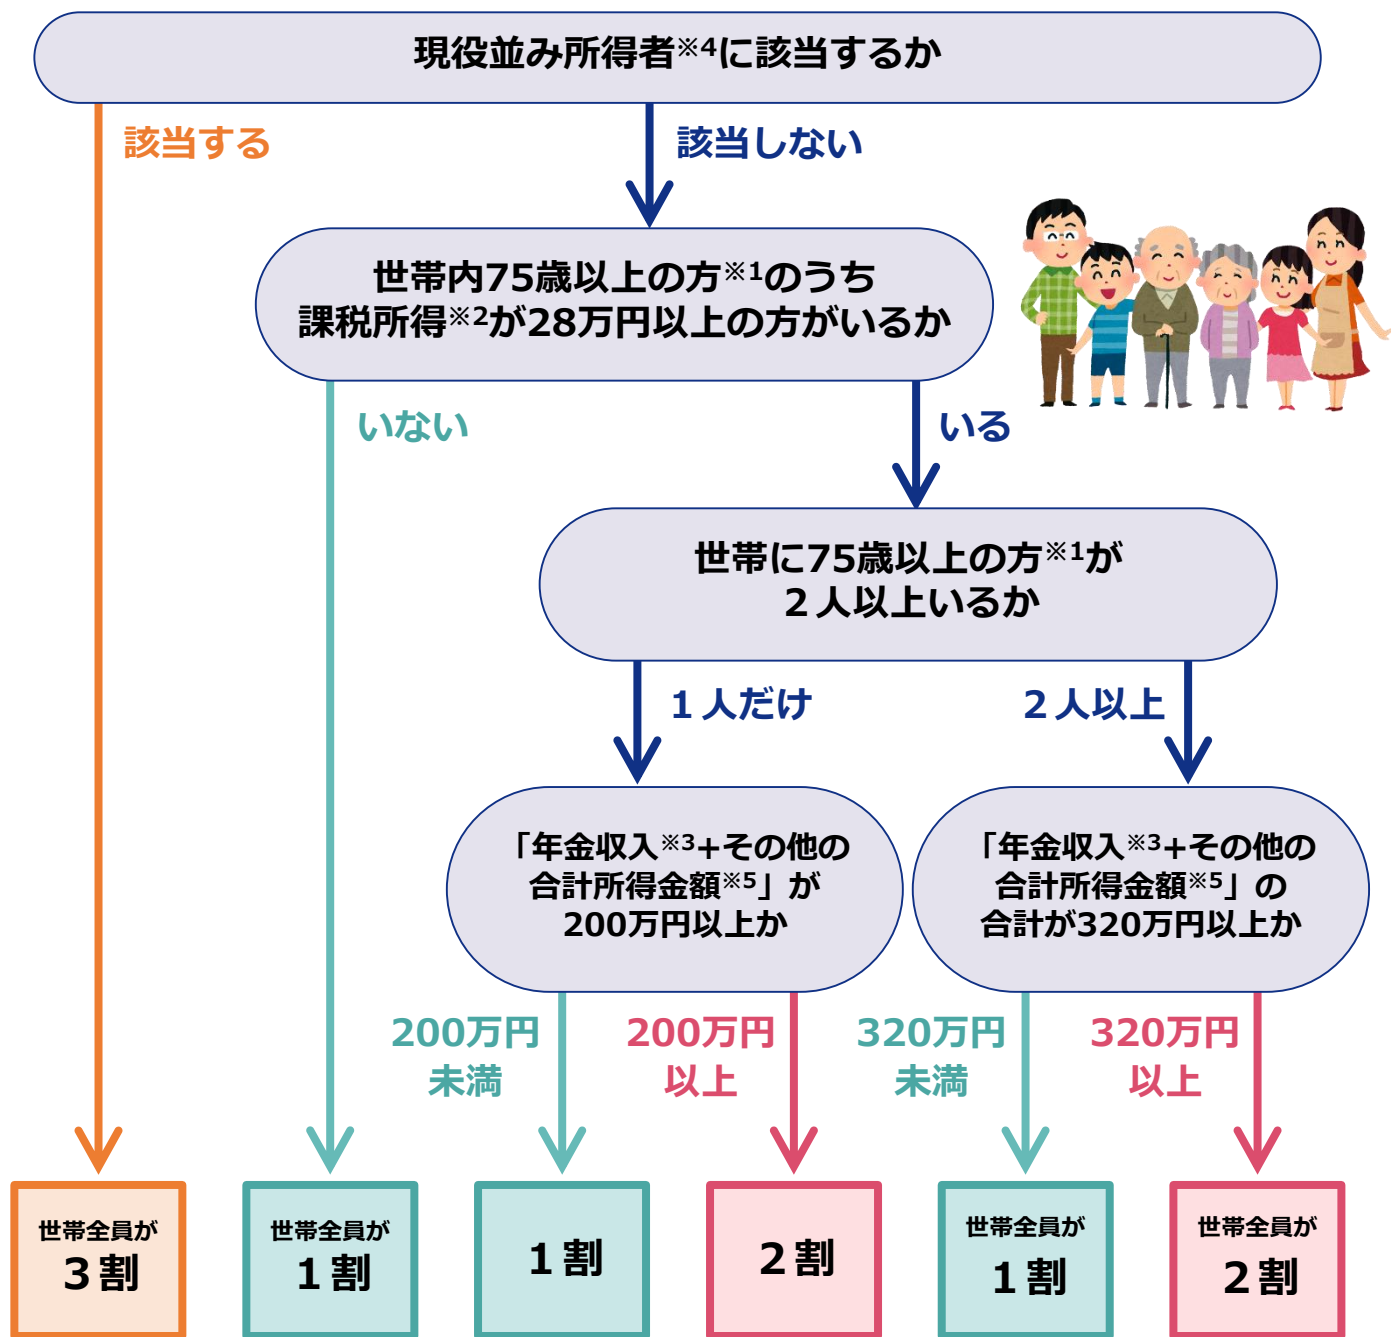 現役並み所得者※4に該当するか
該当する
該当しない
世帯内75歳以上の方※1のうち
課税所得※2が28万円以上の方がいるか
いない
いる
世帯に75歳以上の方※1が
２人以上いるか
１人だけ
２人以上
「年金収入※3+その他の
合計所得金額※5」が
200万円以上か
「年金収入※3+その他の
合計所得金額※5」の
合計が320万円以上か
200万円
未満
200万円
以上
320万円
未満
320万円
以上
世帯全員が
３割
世帯全員が
１割
１割
２割
世帯全員が
１割
世帯全員が
２割